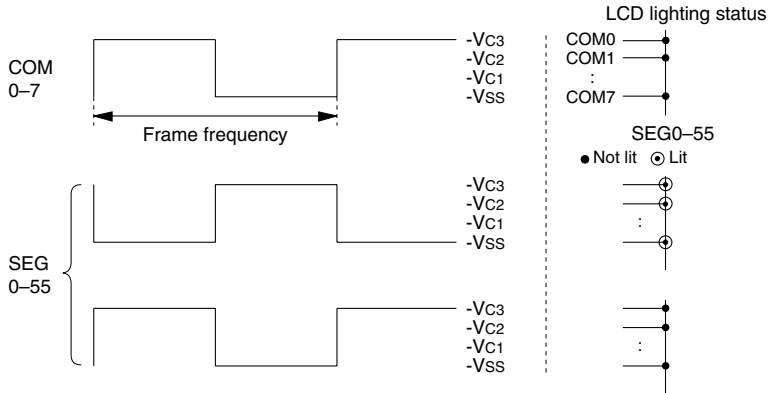 LCD lighting status
COM
0–7
-VC3
-VC2
-VC1
-VSS
COM0
COM1
:
COM7
Frame frequency
SEG0–55
Not lit Lit
SEG
0–55
-VC3
-VC2
-VC1
-VSS
:
-VC3
-VC2
-VC1
-VSS
: